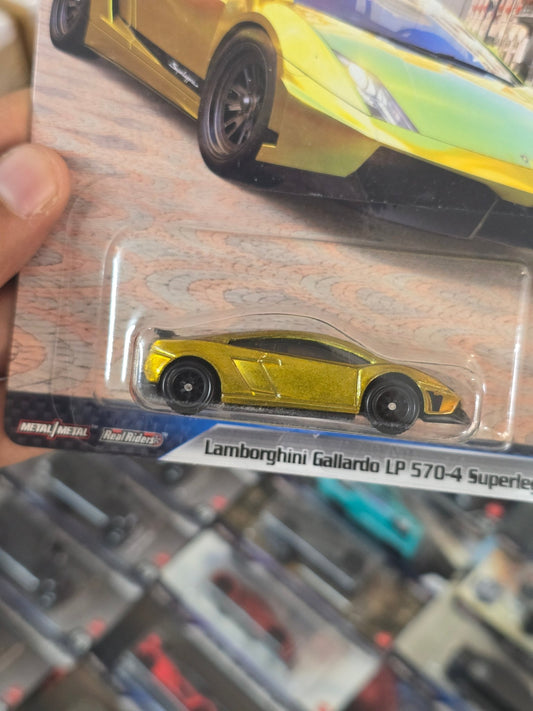 METAL/METAL
Real Riders
Lamborghini Gallardo LP 570-4 Superleg